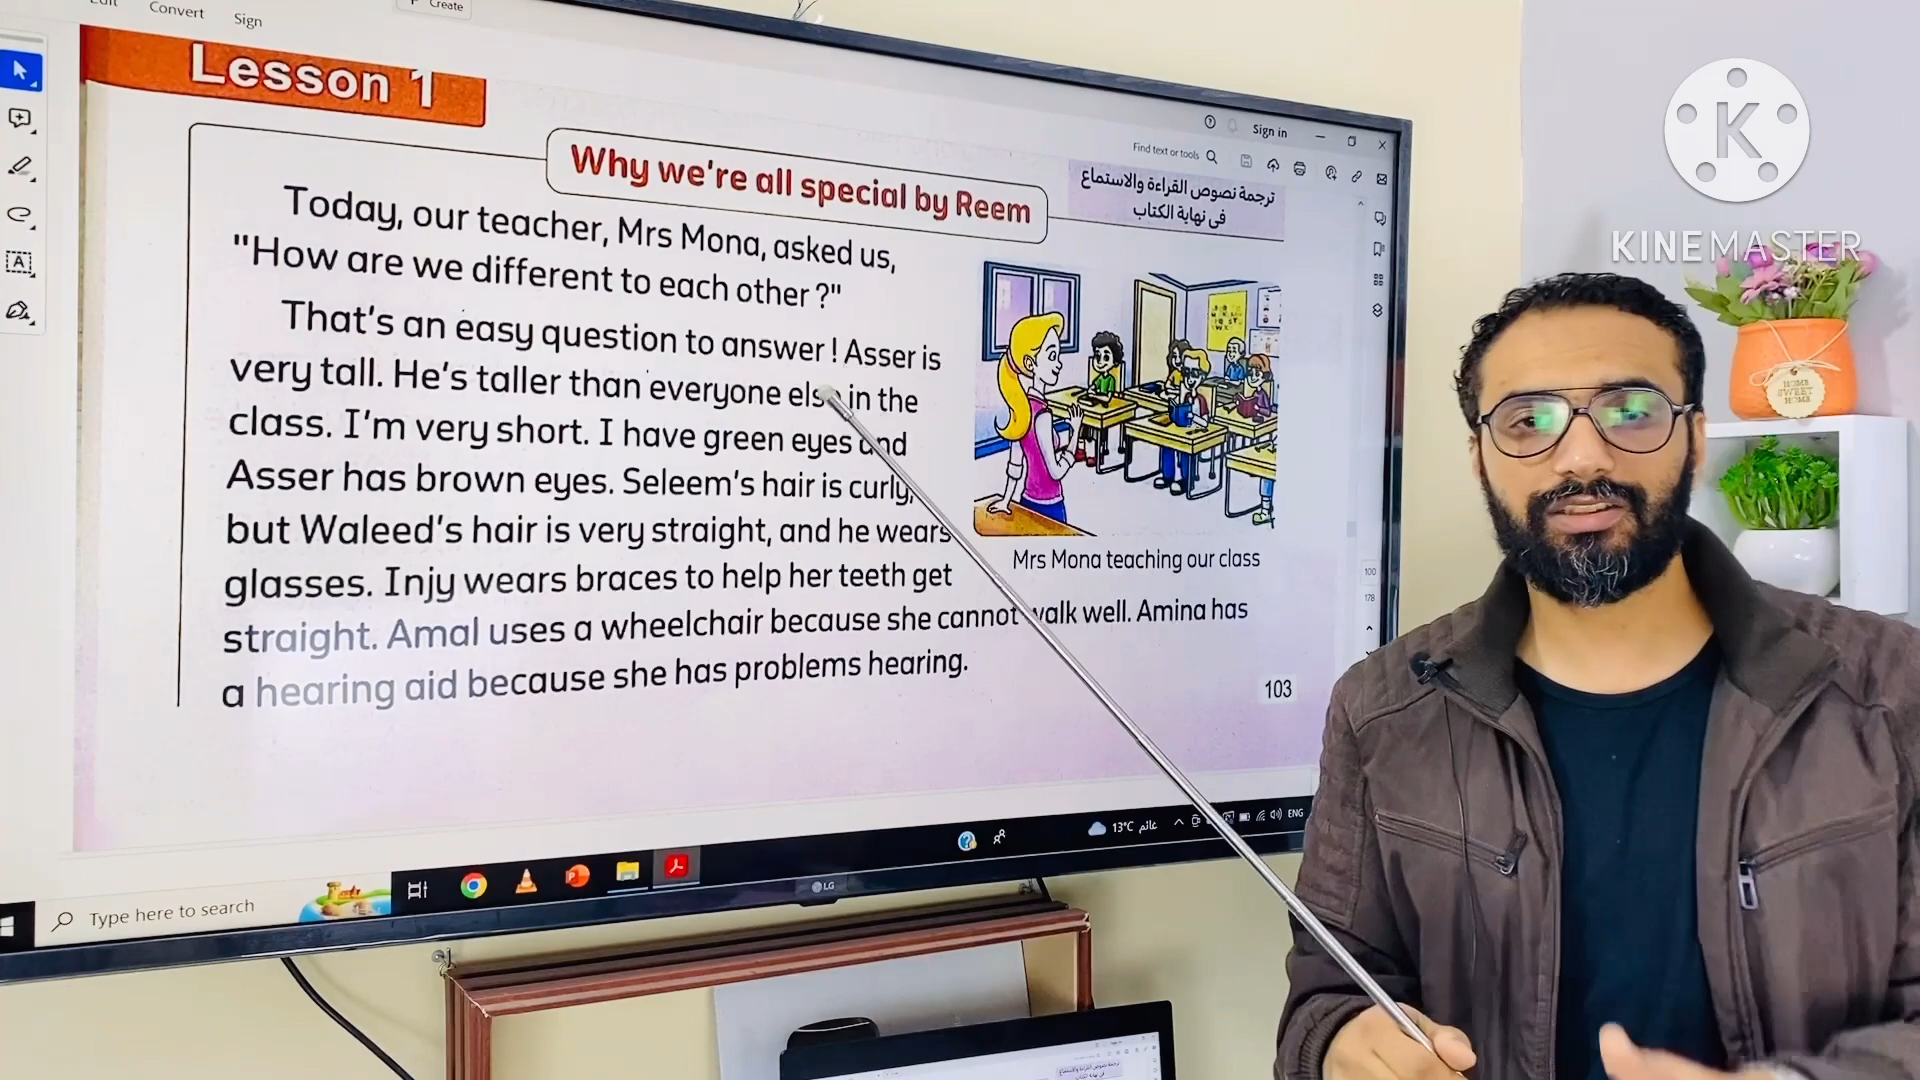 Convert
Sign
Create
Lesson 1
Sign in
Find text or tools
Why we're all special by Reem
ترجمة نصوص القراءة والاستماع
فى نهاية الكتاب
Today, our teacher, Mrs Mona, asked us,
"How are we different to each other ?"
That's an easy question to answer ! Asser is
very tall. He's taller than everyone else in the
class. I'm very short. I have green eyes and
Asser has brown eyes. Seleem's hair is curly,
but Waleed's hair is very straight, and he wears
glasses. Injy wears braces to help her teeth get
straight. Amal uses a wheelchair because she cannot walk well. Amina has
a hearing aid because she has problems hearing.
Mrs Mona teaching our class
103
100
178
13°C غائم
ENG
Type here to search
LG
K
KINEMASTER
HOME
SWEET
HOME